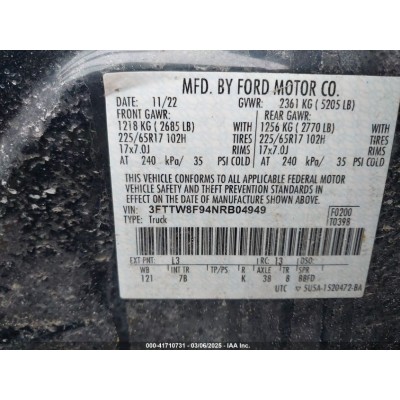 MFD. BY FORD MOTOR CO.
DATE: 11/22 GVWR: 2361 KG ( 5205 LB)
FRONT GAWR: REAR GAWR:
1218 KG ( 2685 LB) WITH 1256 KG ( 2770 LB) WITH
225/65R17 102H TIRES 225/65R17 102H TIRES
17x7.0J RIMS 17x7.0J RIMS
AT 240 kPa/ 35 PSI COLD AT 240 kPa/ 35 PSI COLD
THIS VEHICLE CONFORMS TO ALL APPLICABLE FEDERAL
MOTOR VEHICLE SAFETY AND THEFT PREVENTION STANDARDS
IN EFFECT ON THE DATE OF MANUFACTURE SHOWN ABOVE.
VIN: 3FTTW8F94NRB04949 F0200
TYPE: Truck T0398
EXT PNT: L3 RC: 13 DSO:
WB INT TR TP/PS R AXLE TR SPR
121 7B K 38 8 BBFD
UTC 5U5A-1520472-BA
000-41710731 - 03/06/2025 - IAA Inc.